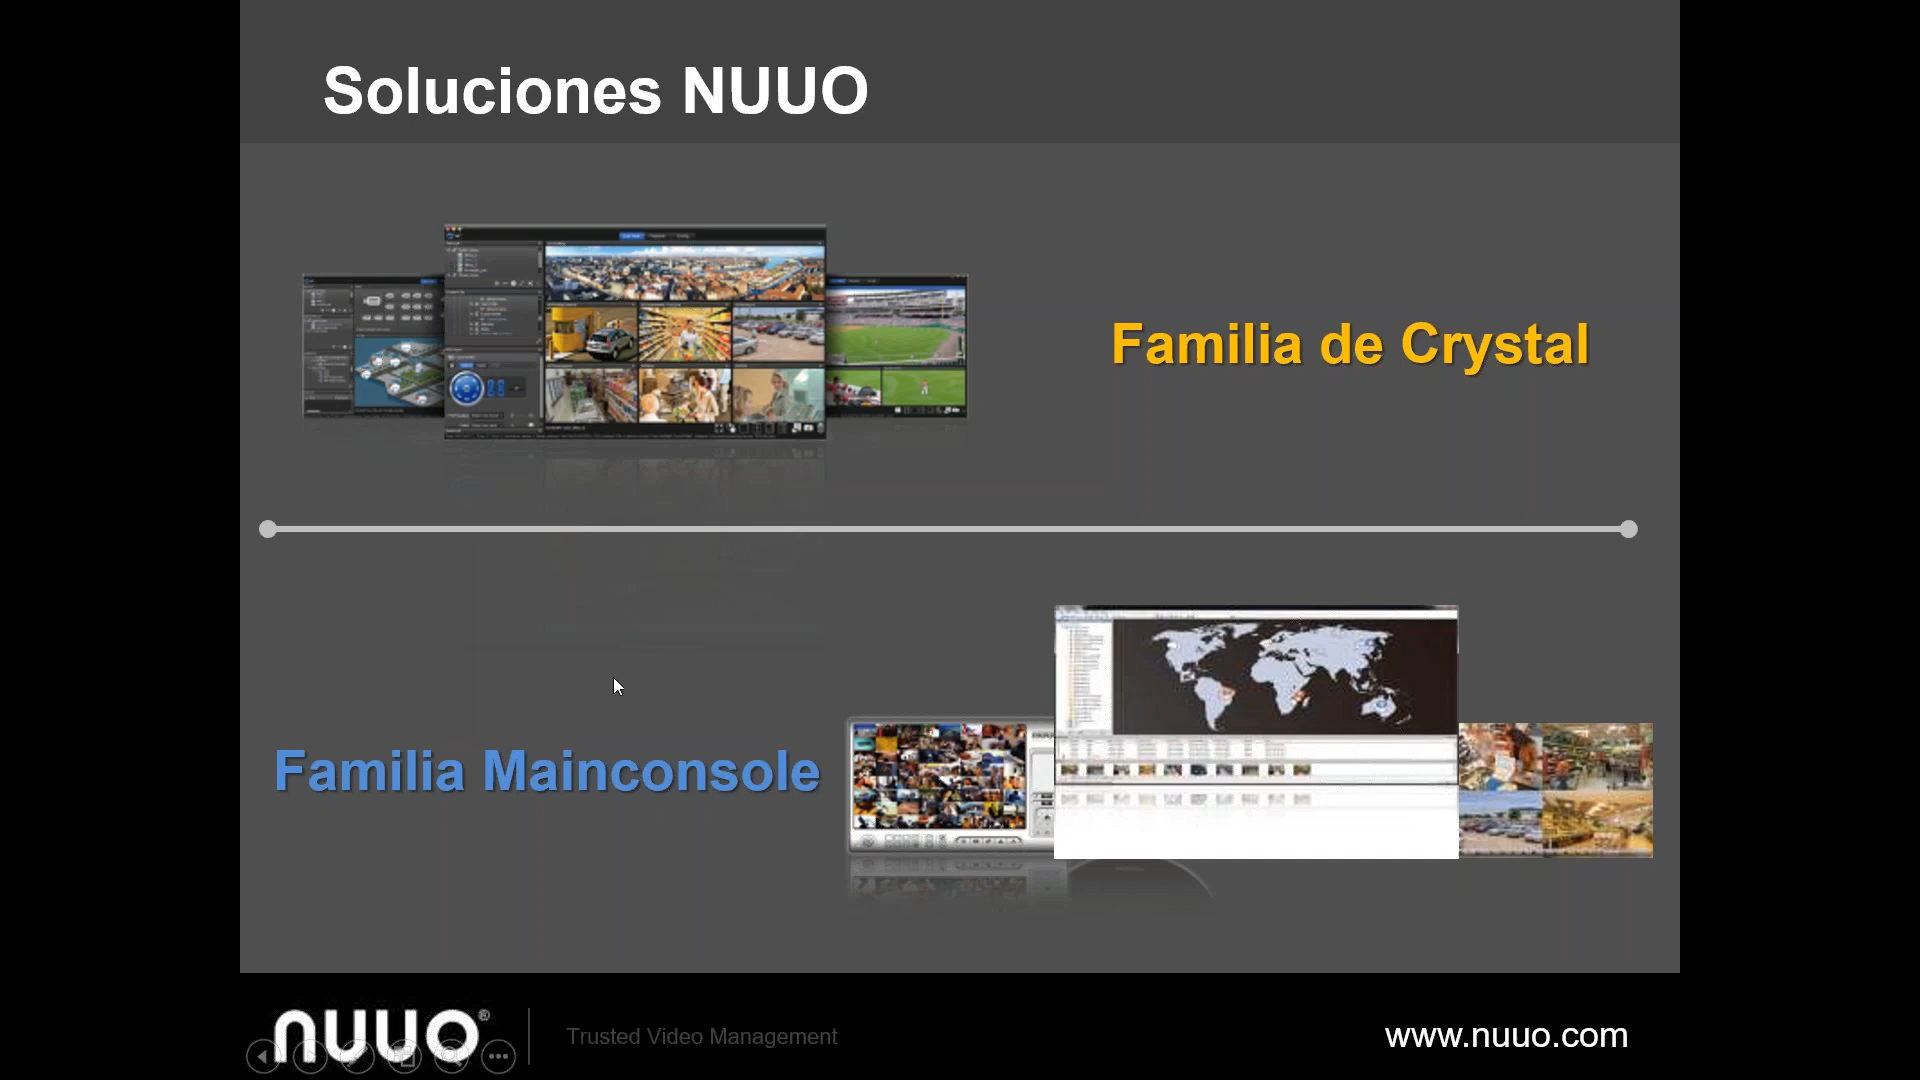 Soluciones NUUO
Familia de Crystal
Familia Mainconsole
nuuo®
Trusted Video Management
www.nuuo.com